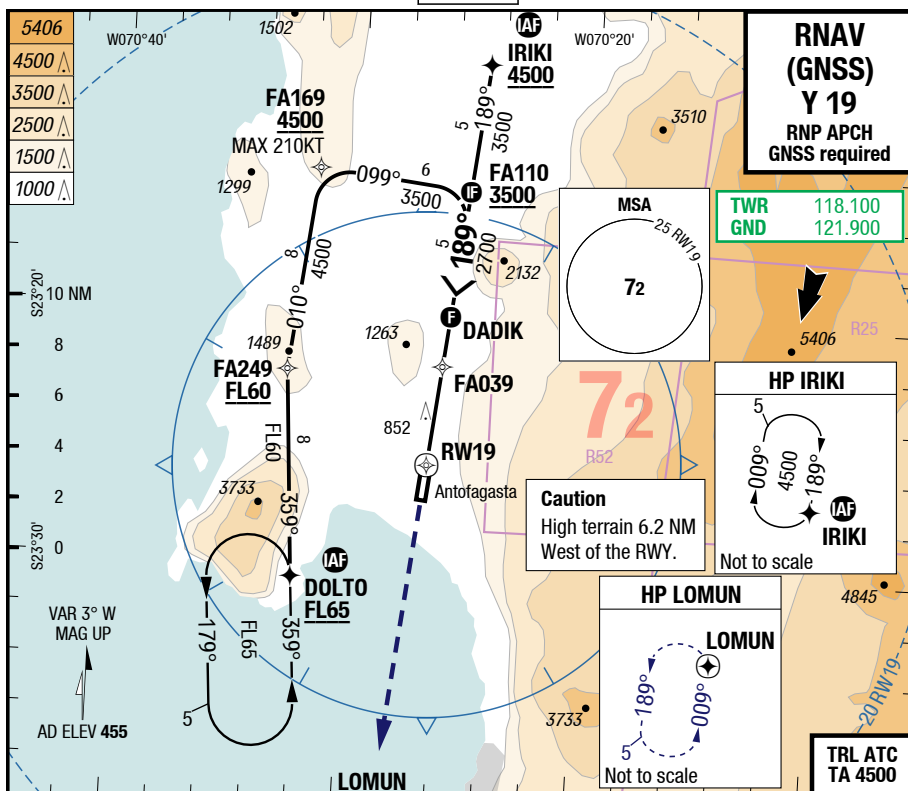 5406
4500
3500
2500
1500
1000
W070°40'
1502
IAF
IRIKI
4500
W070°20'
RNAV
(GNSS)
Y 19
RNP APCH
GNSS required
FA169
4500
MAX 210KT
1299
189°
5
3500
3510
099°
6
3500
IF
FA110
3500
TWR 118.100
GND 121.900
MSA
25 RW19
72
8
4500
010°
5
189°
2700
2132
S23°20'
10 NM
8
6
4
2
0
S23°30'
1489
1263
F
DADIK
FA249
FL60
FA039
5406
R25
72
R52
HP IRIKI
5
009°
4500
189°
IAF
IRIKI
Not to scale
FL60
8
359°
852
RW19
Antofagasta
3733
Caution
High terrain 6.2 NM
West of the RWY.
IAF
DOLTO
FL65
179°
FL65
359°
5
VAR 3° W
MAG UP
AD ELEV 455
HP LOMUN
LOMUN
189°
009°
5
Not to scale
4845
3733
20 RW19
LOMUN
TRL ATC
TA 4500